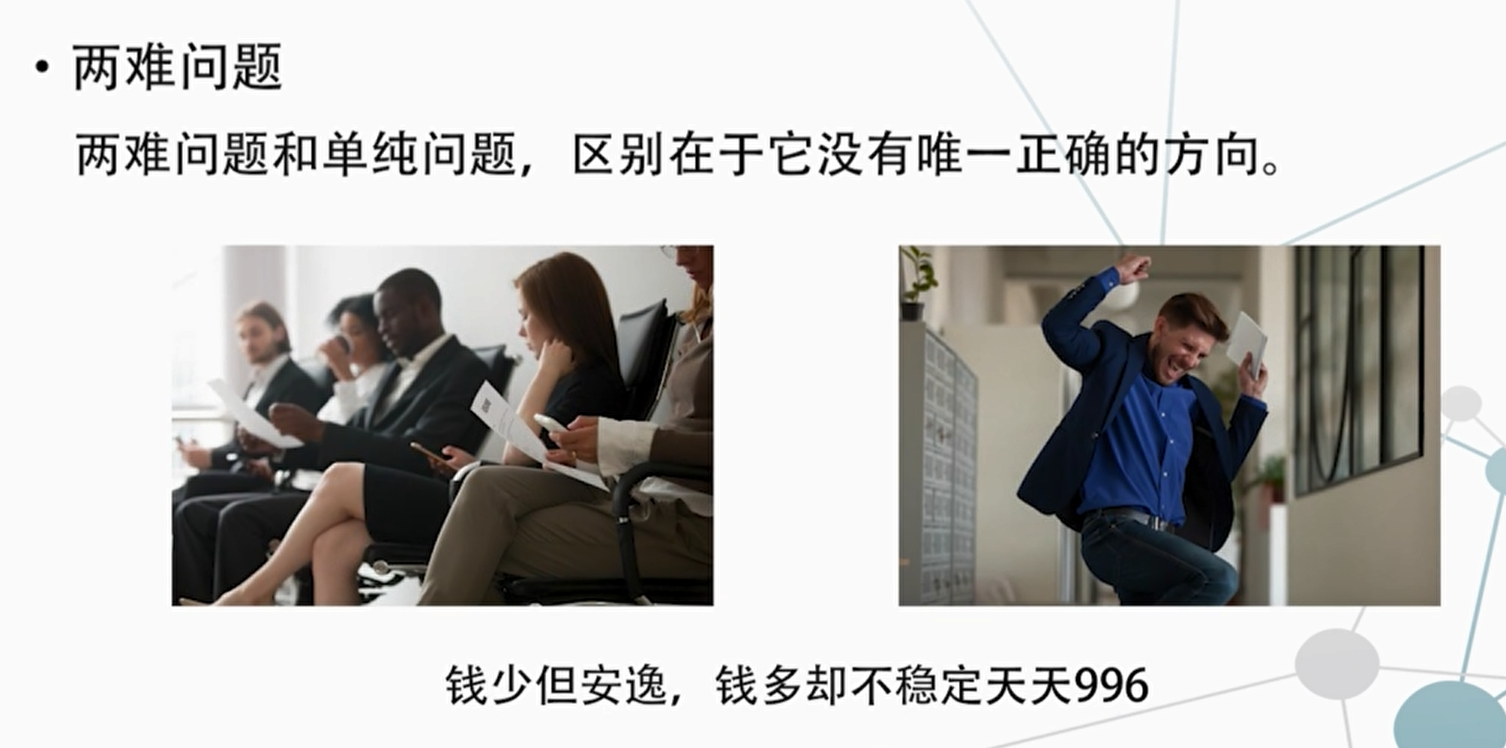 • 两难问题
两难问题和单纯问题，区别在于它没有唯一正确的方向。
钱少但安逸，钱多却不稳定天天996